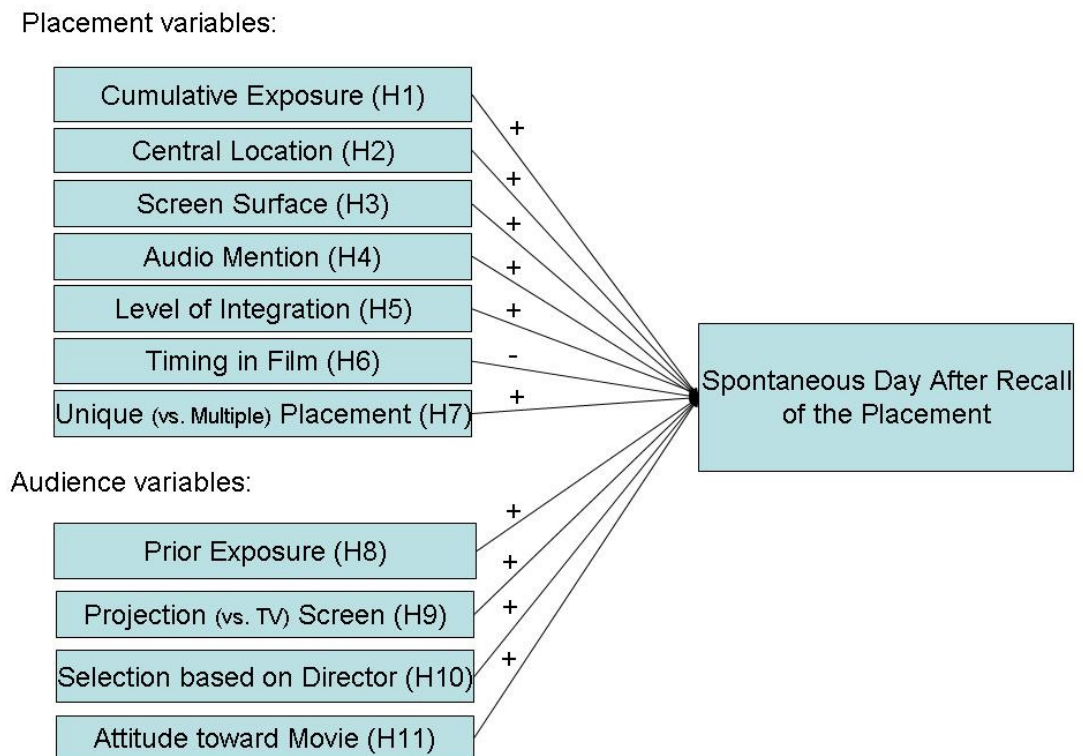 Placement variables:
Cumulative Exposure (H1)
+
Central Location (H2)
+
Screen Surface (H3)
+
Audio Mention (H4)
+
Level of Integration (H5)
+
Timing in Film (H6)
-
Unique (vs. Multiple) Placement (H7)
+
Spontaneous Day After Recall
of the Placement
Audience variables:
Prior Exposure (H8)
+
Projection (vs. TV) Screen (H9)
+
Selection based on Director (H10)
+
Attitude toward Movie (H11)
+